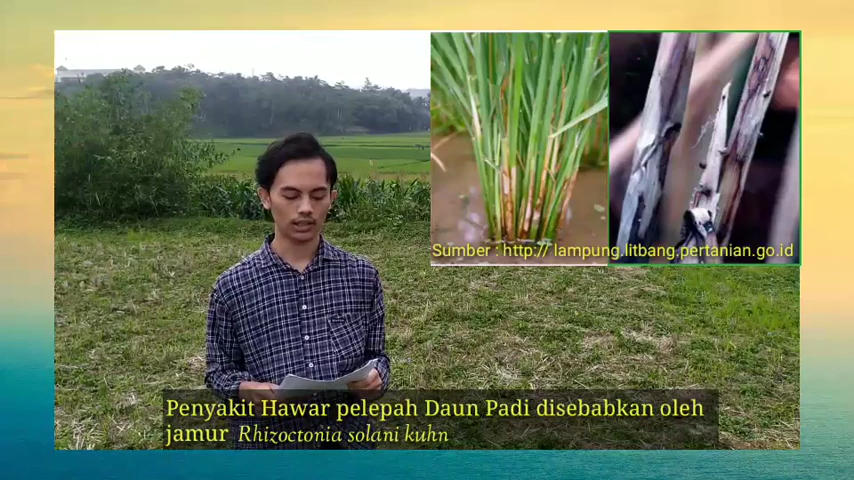 Sumber : http:// lampung.litbang.pertanian.go.id
Penyakit Hawar pelepah Daun Padi disebabkan oleh
jamur Rhizoctonia solani kuhn